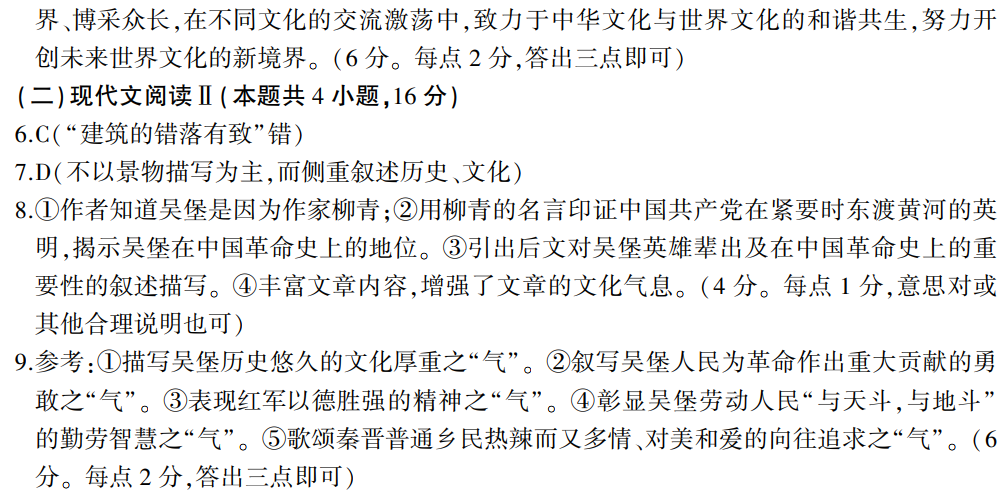 界、博采众长,在不同文化的交流激荡中,致力于中华文化与世界文化的和谐共生,努力开
创未来世界文化的新境界。(6分。每点2分,答出三点即可)
(二)现代文阅读Ⅱ(本题共4小题,16分)
6.C(“建筑的错落有致”错)
7.D(不以景物描写为主,而侧重叙述历史、文化)
8.①作者知道吴堡是因为作家柳青;②用柳青的名言印证中国共产党在紧要时东渡黄河的英
明,揭示吴堡在中国革命史上的地位。③引出后文对吴堡英雄辈出及在中国革命史上的重
要性的叙述描写。④丰富文章内容,增强了文章的文化气息。(4分。每点1分,意思对或
其他合理说明也可)
9.参考:①描写吴堡历史悠久的文化厚重之“气”。②叙写吴堡人民为革命作出重大贡献的勇
敢之“气”。③表现红军以德胜强的精神之“气”。④彰显吴堡劳动人民“与天斗,与地斗”
的勤劳智慧之“气”。⑤歌颂秦晋普通乡民热辣而又多情、对美和爱的向往追求之“气”。(6
分。每点2分,答出三点即可)